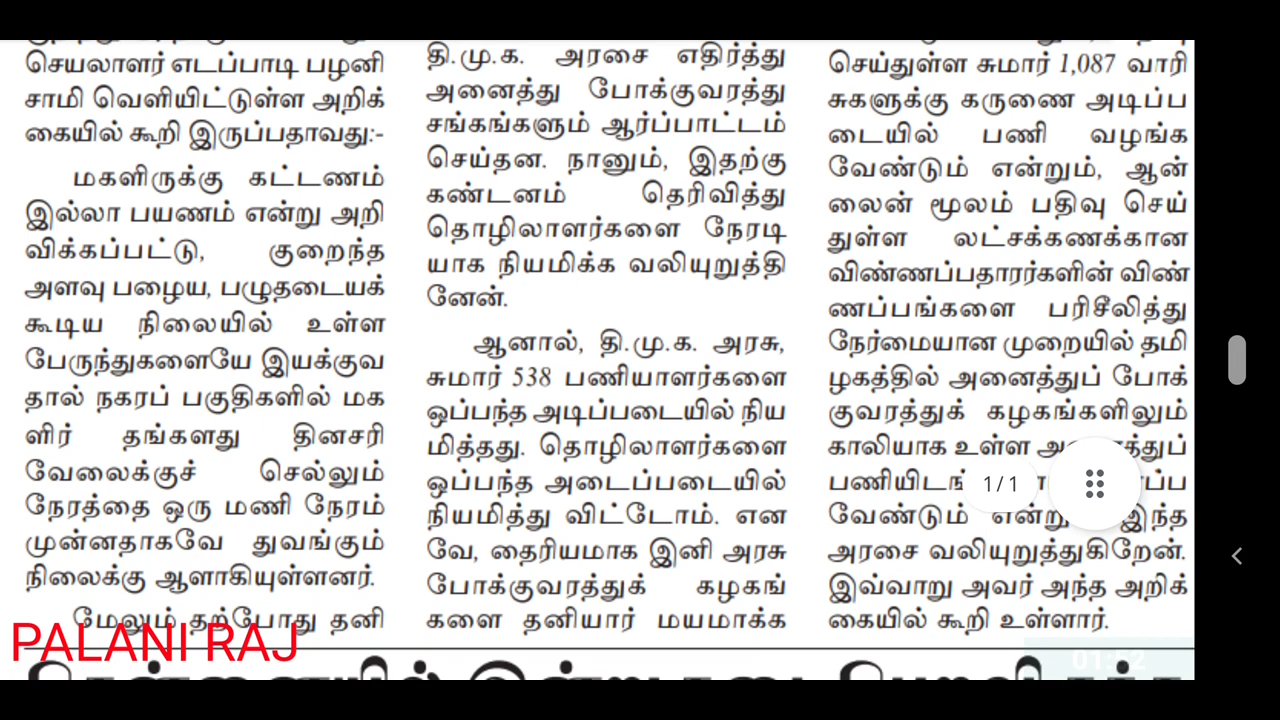 செயலாளர் எடப்பாடி பழனி
சாமி வெளியிட்டுள்ள அறிக்
கையில் கூறி இருப்பதாவது:-
மகளிருக்கு கட்டணம்
இல்லா பயணம் என்று அறி
விக்கப்பட்டு, குறைந்த
அளவு பழைய, பழுதடையக்
கூடிய நிலையில் உள்ள
பேருந்துகளையே இயக்குவ
தால் நகரப் பகுதிகளில் மக
ளிர் தங்களது தினசரி
வேலைக்குச் செல்லும்
நேரத்தை ஒரு மணி நேரம்
முன்னதாகவே துவங்கும்
நிலைக்கு ஆளாகியுள்ளனர்.
மேலும் தற்போது தனி
தி.மு.க. அரசை எதிர்த்து
அனைத்து போக்குவரத்து
சங்கங்களும் ஆர்ப்பாட்டம்
செய்தன. நானும், இதற்கு
கண்டனம் தெரிவித்து
தொழிலாளர்களை நேரடி
யாக நியமிக்க வலியுறுத்தி
னேன்.
ஆனால், தி.மு.க. அரசு,
சுமார் 538 பணியாளர்களை
ஒப்பந்த அடிப்படையில் நிய
மித்தது. தொழிலாளர்களை
ஒப்பந்த அடைப்படையில்
நியமித்து விட்டோம். என
வே, தைரியமாக இனி அரசு
போக்குவரத்துக் கழகங்
களை தனியார் மயமாக்க
செய்துள்ள சுமார் 1,087 வாரி
சுகளுக்கு கருணை அடிப்ப
டையில் பணி வழங்க
வேண்டும் என்றும், ஆன்
லைன் மூலம் பதிவு செய்
துள்ள லட்சக்கணக்கான
விண்ணப்பதாரர்களின் விண்
ணப்பங்களை பரிசீலித்து
நேர்மையான முறையில் தமி
ழகத்தில் அனைத்துப் போக்
குவரத்துக் கழகங்களிலும்
காலியாக உள்ள
வேண்டும் இந்த
அரசை வலியுறுத்துகிறேன்.
இவ்வாறு அவர் அந்த அறிக்
கையில் கூறி உள்ளார்.
1/1
PALANI RAJ
01:52